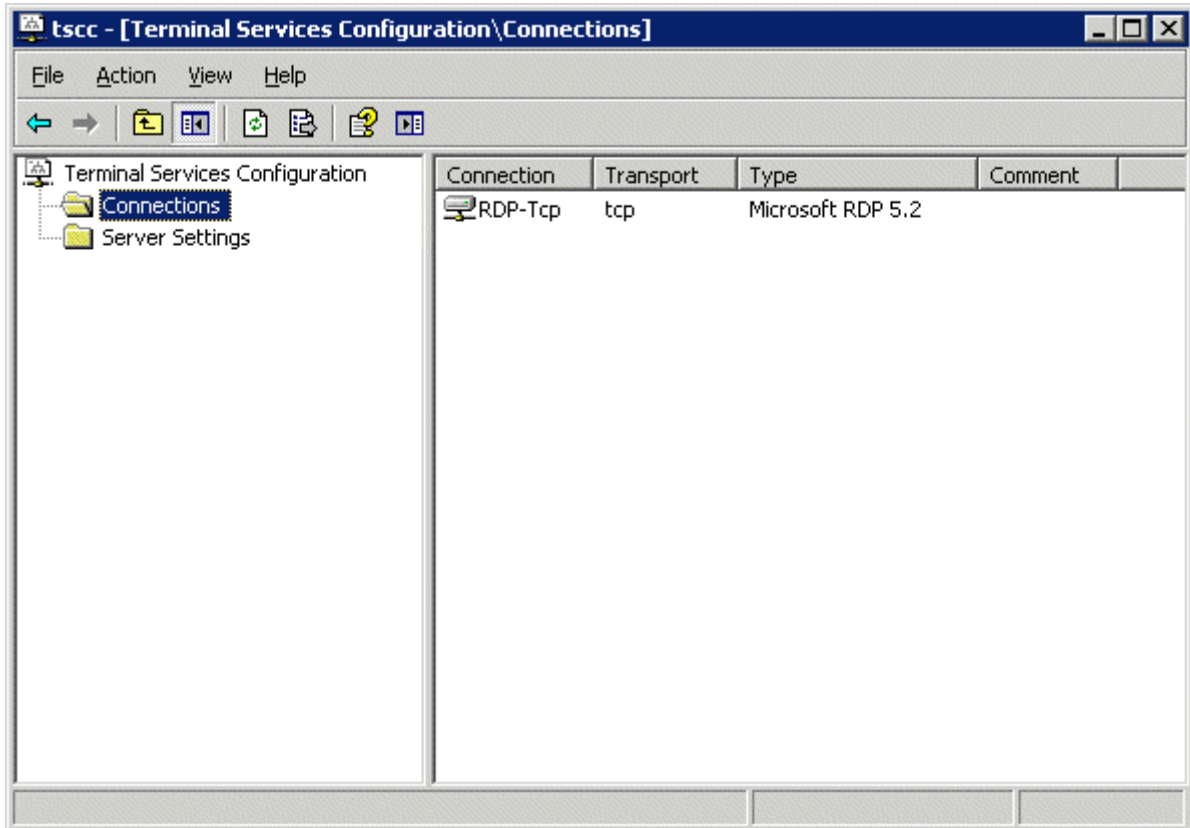 tscc - [Terminal Services Configuration\Connections]
File Action View Help
Terminal Services Configuration
Connections
Server Settings
Connection Transport Type Comment
RDP-Tcp tcp Microsoft RDP 5.2